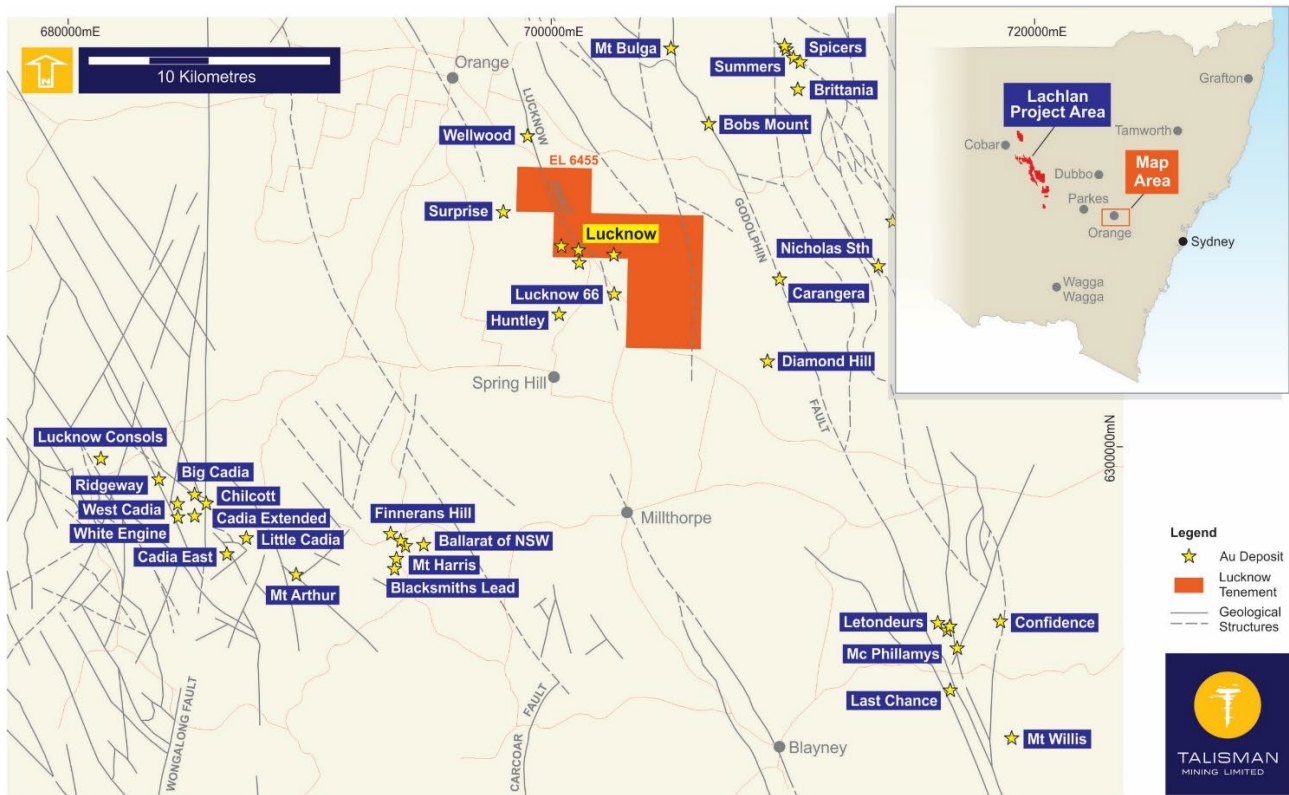 680000mE
700000mE
720000mE
N
10 Kilometres
Orange
Mt Bulga
Spicers
Summers
Brittania
LUCKNOW
Wellwood
Bobs Mount
EL 6455
FAULT
Surprise
Lucknow
GODOLPHIN
Nicholas Sth
Lucknow 66
Carangera
Huntley
Spring Hill
Diamond Hill
FAULT
6300000mN
Lucknow Consols
Ridgeway
Big Cadia
West Cadia
Chilcott
White Engine
Cadia Extended
Cadia East
Little Cadia
Mt Arthur
Finnerans Hill
Ballarat of NSW
Mt Harris
Blacksmiths Lead
Millthorpe
Letondeurs
Confidence
Mc Phillamys
Last Chance
Mt Willis
Blayney
WONGALONG FAULT
CARCOAR
FAULT
Grafton
Lachlan
Project Area
Tamworth
Cobar
Map
Area
Dubbo
Parkes
Orange
Sydney
Wagga
Wagga
Legend
Au Deposit
Lucknow
Tenement
Geological
Structures
TALISMAN
MINING LIMITED